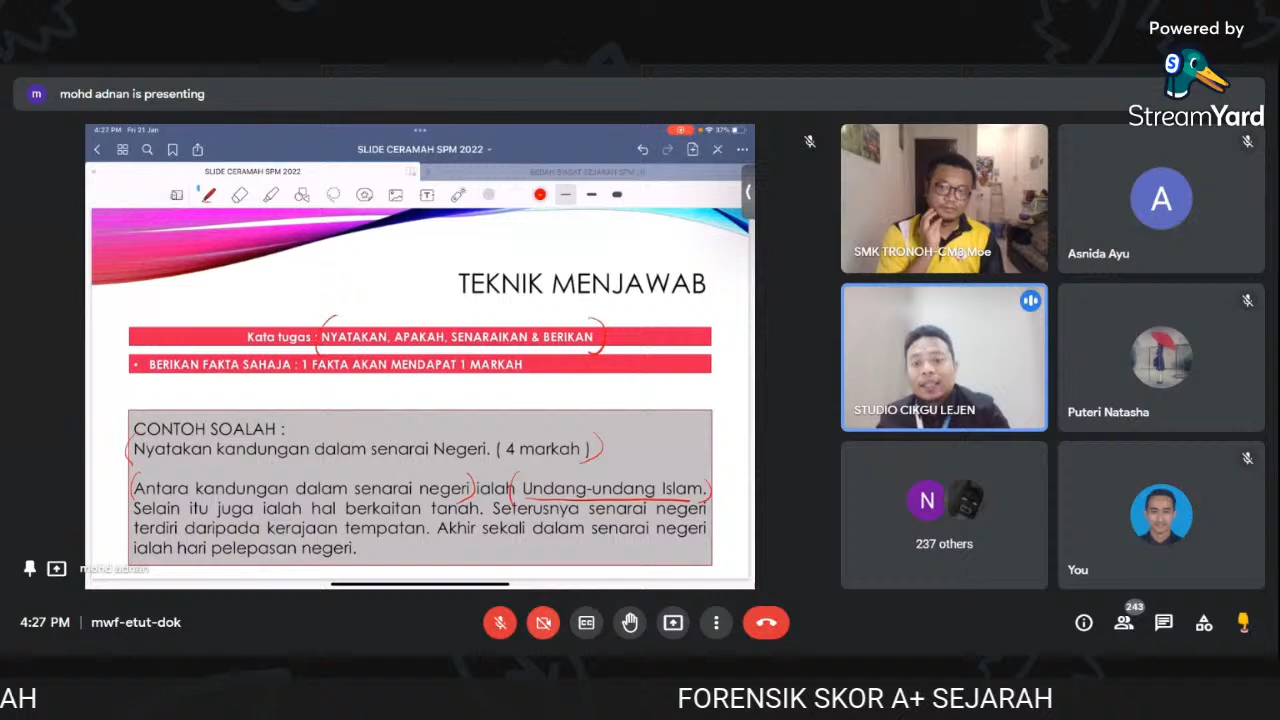 Powered by
StreamYard
m mohd adnan is presenting
4:27 PM Fri 21 Jan
37%
SLIDE CERAMAH SPM 2022
SLIDE CERAMAH SPM 2022
TEKNIK MENJAWAB
Kata tugas : NYATAKAN, APAKAH, SENARAIKAN & BERIKAN
• BERIKAN FAKTA SAHAJA : 1 FAKTA AKAN MENDAPAT 1 MARKAH
CONTOH SOALAH :
Nyatakan kandungan dalam senarai Negeri. ( 4 markah )
Antara kandungan dalam senarai negeri ialah Undang-undang Islam.
Selain itu juga ialah hal berkaitan tanah. Seterusnya senarai negeri
terdiri daripada kerajaan tempatan. Akhir sekali dalam senarai negeri
ialah hari pelepasan negeri.
mohd adnan
SMK TRONOH-CM3 Moe
A
Asnida Ayu
STUDIO CIKGU LEJEN
Puteri Natasha
N
237 others
You
4:27 PM | mwf-etut-dok
243
AH
FORENSIK SKOR A+ SEJARAH